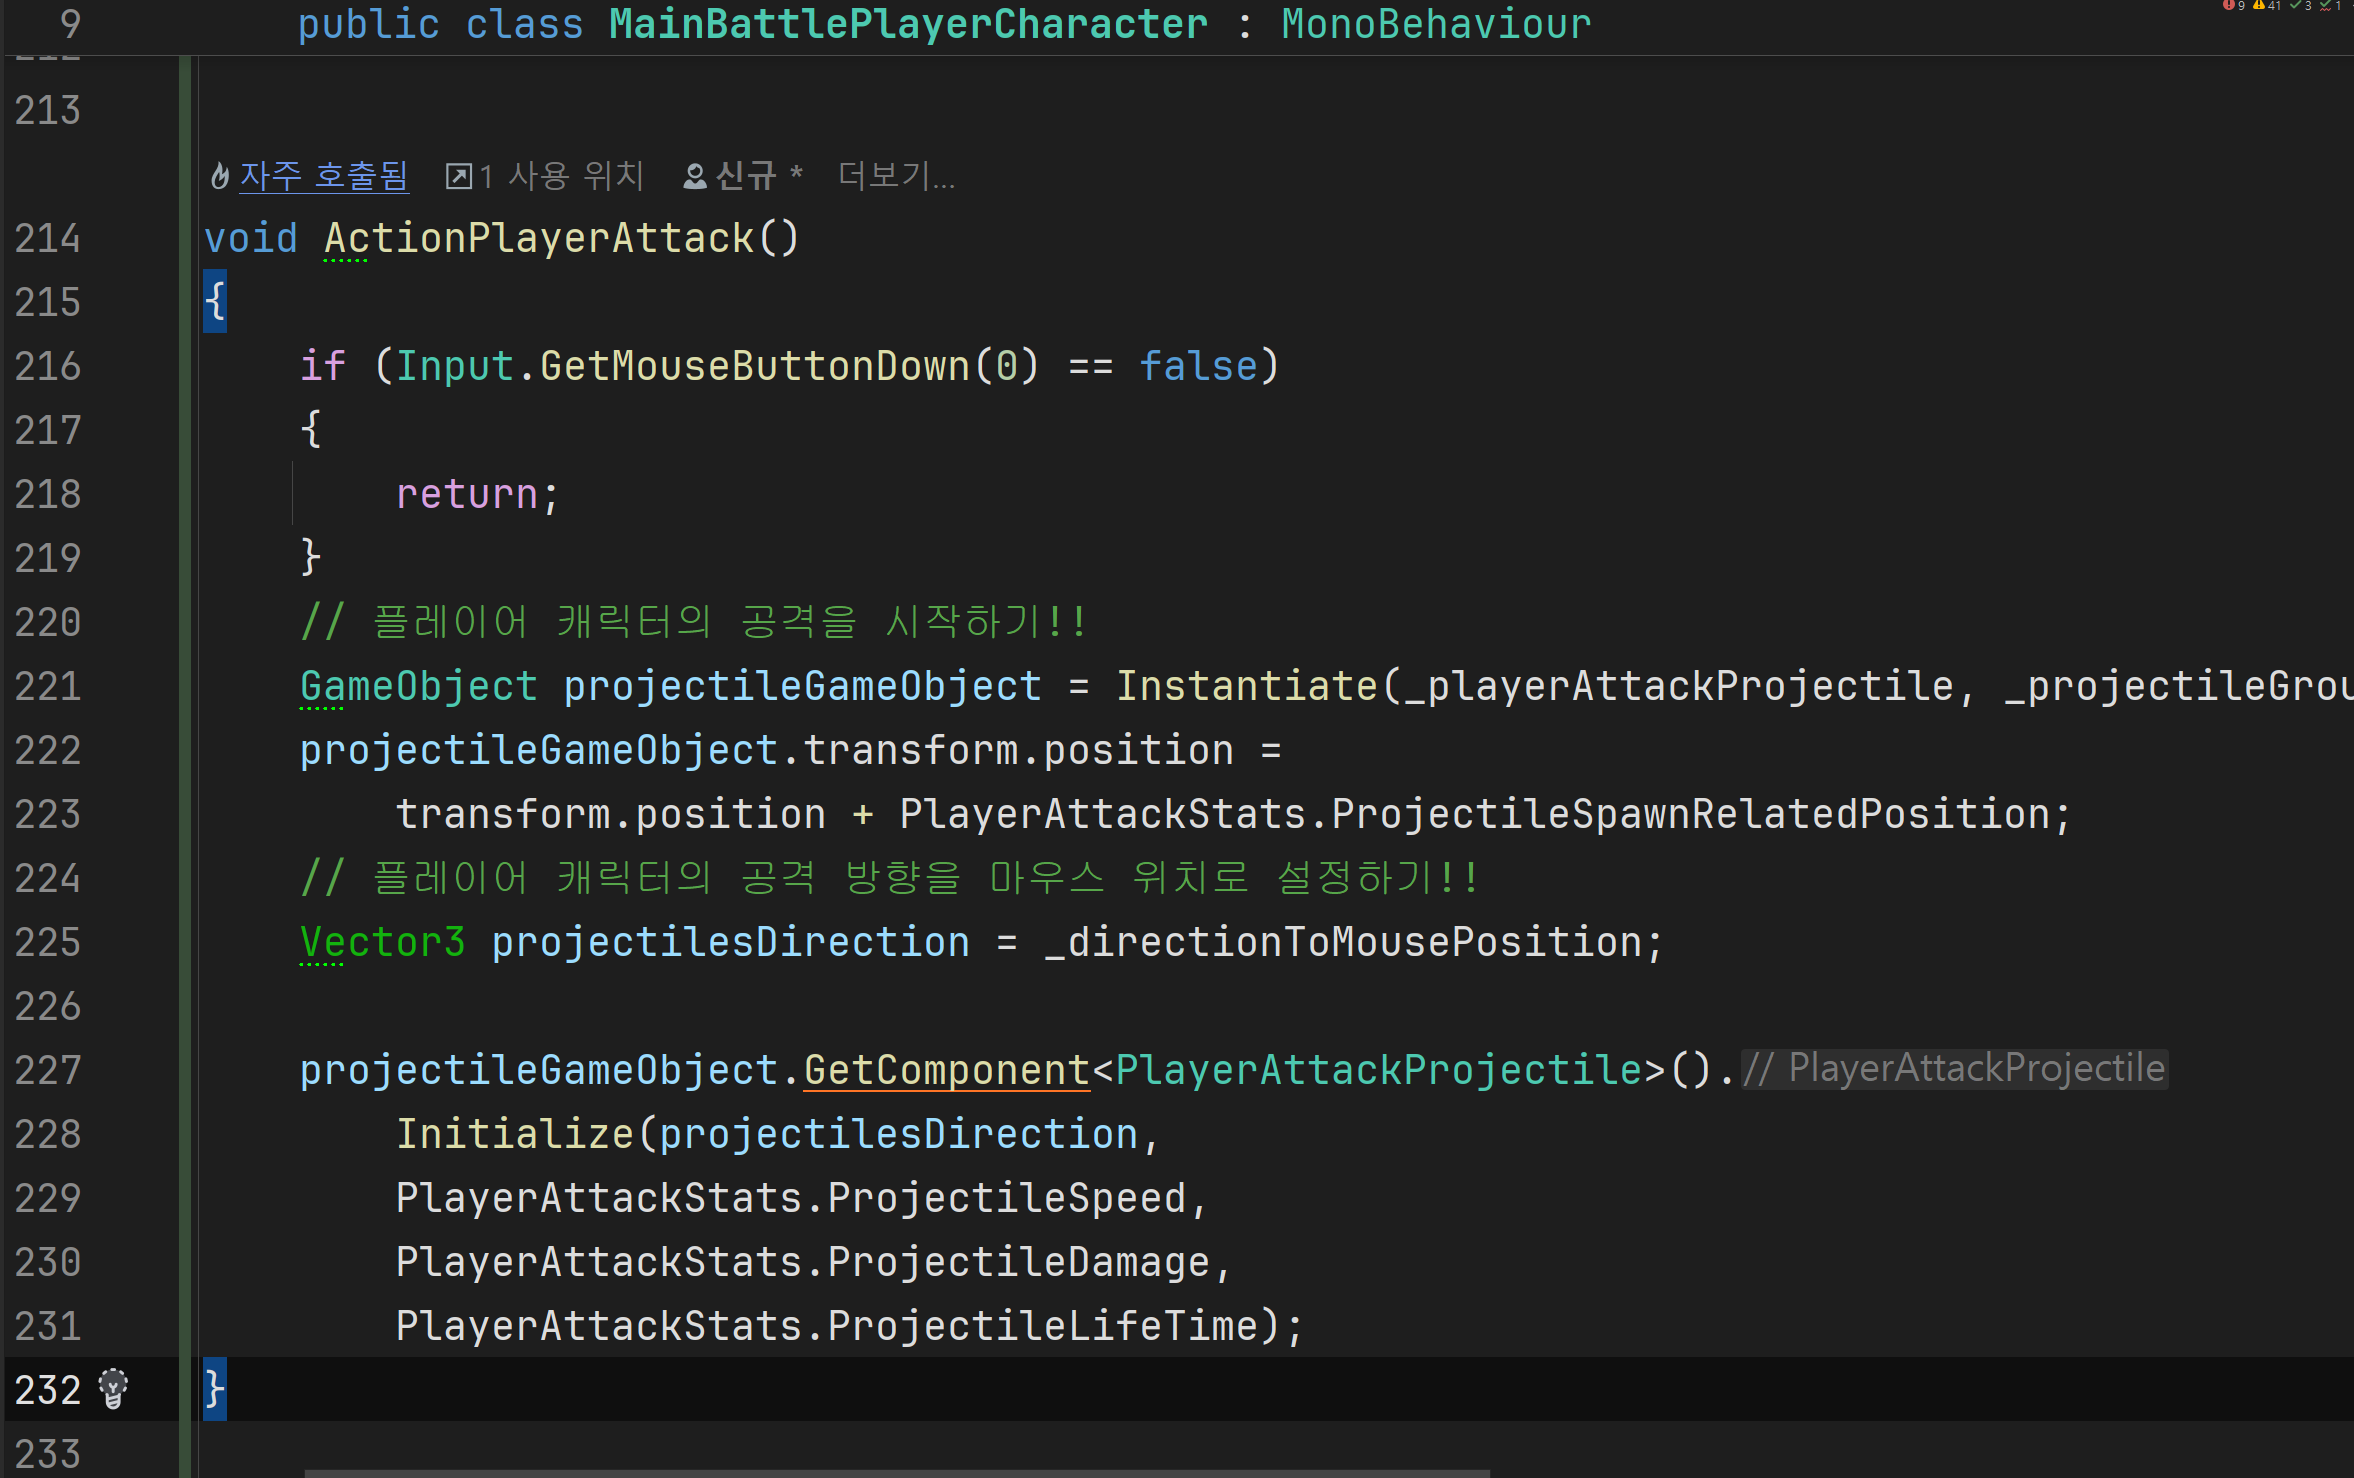 9 public class MainBattlePlayerCharacter : MonoBehaviour
9 41 3 1
212
213
자주 호출됨 1 사용 위치 신규 * 더보기...
214 void ActionPlayerAttack()
215 {
216 if (Input.GetMouseButtonDown(0) == false)
217 {
218 return;
219 }
220 // 플레이어 캐릭터의 공격을 시작하기!!
221 GameObject projectileGameObject = Instantiate(_playerAttackProjectile, _projectileGrou
222 projectileGameObject.transform.position =
223 transform.position + PlayerAttackStats.ProjectileSpawnRelatedPosition;
224 // 플레이어 캐릭터의 공격 방향을 마우스 위치로 설정하기!!
225 Vector3 projectilesDirection = _directionToMousePosition;
226
227 projectileGameObject.GetComponent<PlayerAttackProjectile>(). // PlayerAttackProjectile
228 Initialize(projectilesDirection,
229 PlayerAttackStats.ProjectileSpeed,
230 PlayerAttackStats.ProjectileDamage,
231 PlayerAttackStats.ProjectileLifeTime);
232 }
233